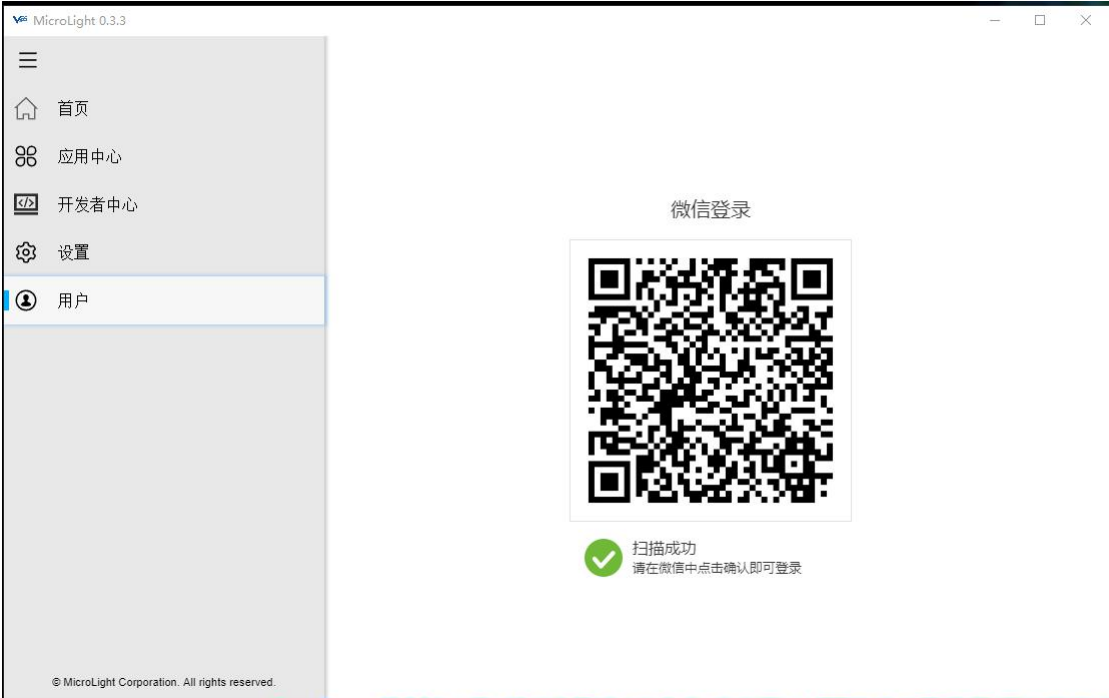 MicroLight 0.3.3
首页
应用中心
开发者中心
设置
用户
微信登录
扫描成功
请在微信中点击确认即可登录
© MicroLight Corporation. All rights reserved.